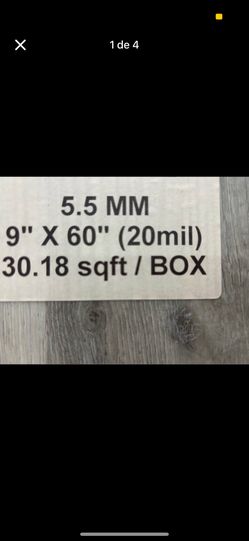 1 de 4
5.5 MM
9" X 60" (20mil)
30.18 sqft / BOX